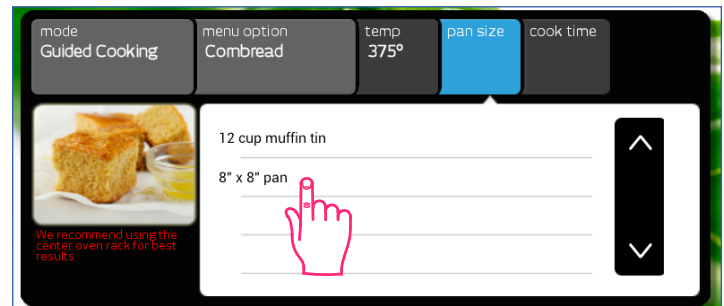 mode
Guided Cooking
menu option
Combread
temp
375°
pan size
cook time
12 cup muffin tin
8" x 8" pan
We recommend using the
center oven rack for best
results